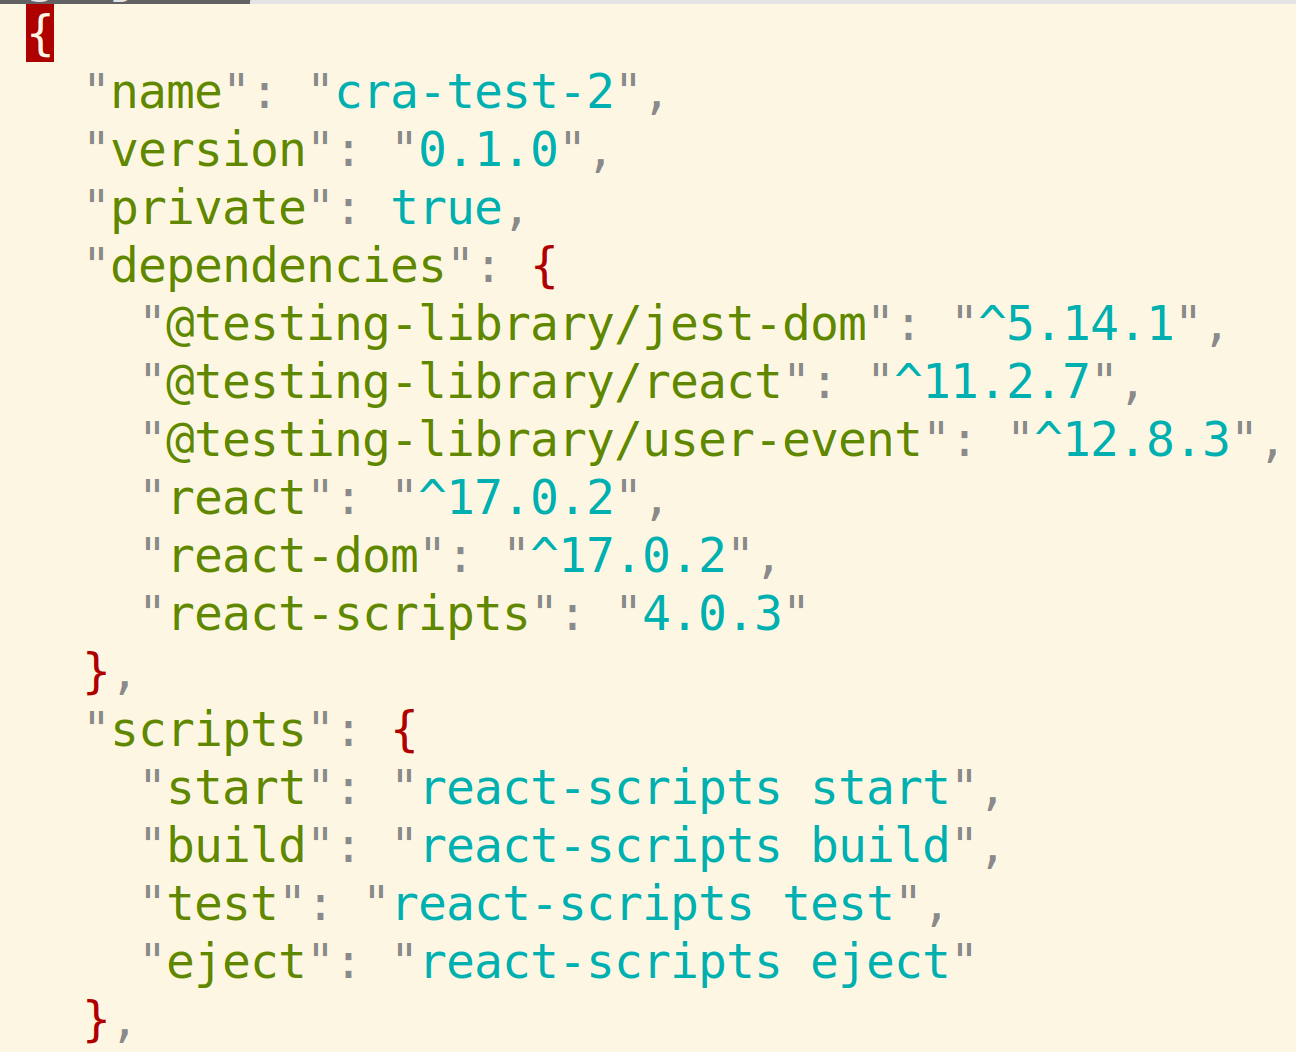 {
  "name": "cra-test-2",
  "version": "0.1.0",
  "private": true,
  "dependencies": {
    "@testing-library/jest-dom": "^5.14.1",
    "@testing-library/react": "^11.2.7",
    "@testing-library/user-event": "^12.8.3",
    "react": "^17.0.2",
    "react-dom": "^17.0.2",
    "react-scripts": "4.0.3"
  },
  "scripts": {
    "start": "react-scripts start",
    "build": "react-scripts build",
    "test": "react-scripts test",
    "eject": "react-scripts eject"
  },